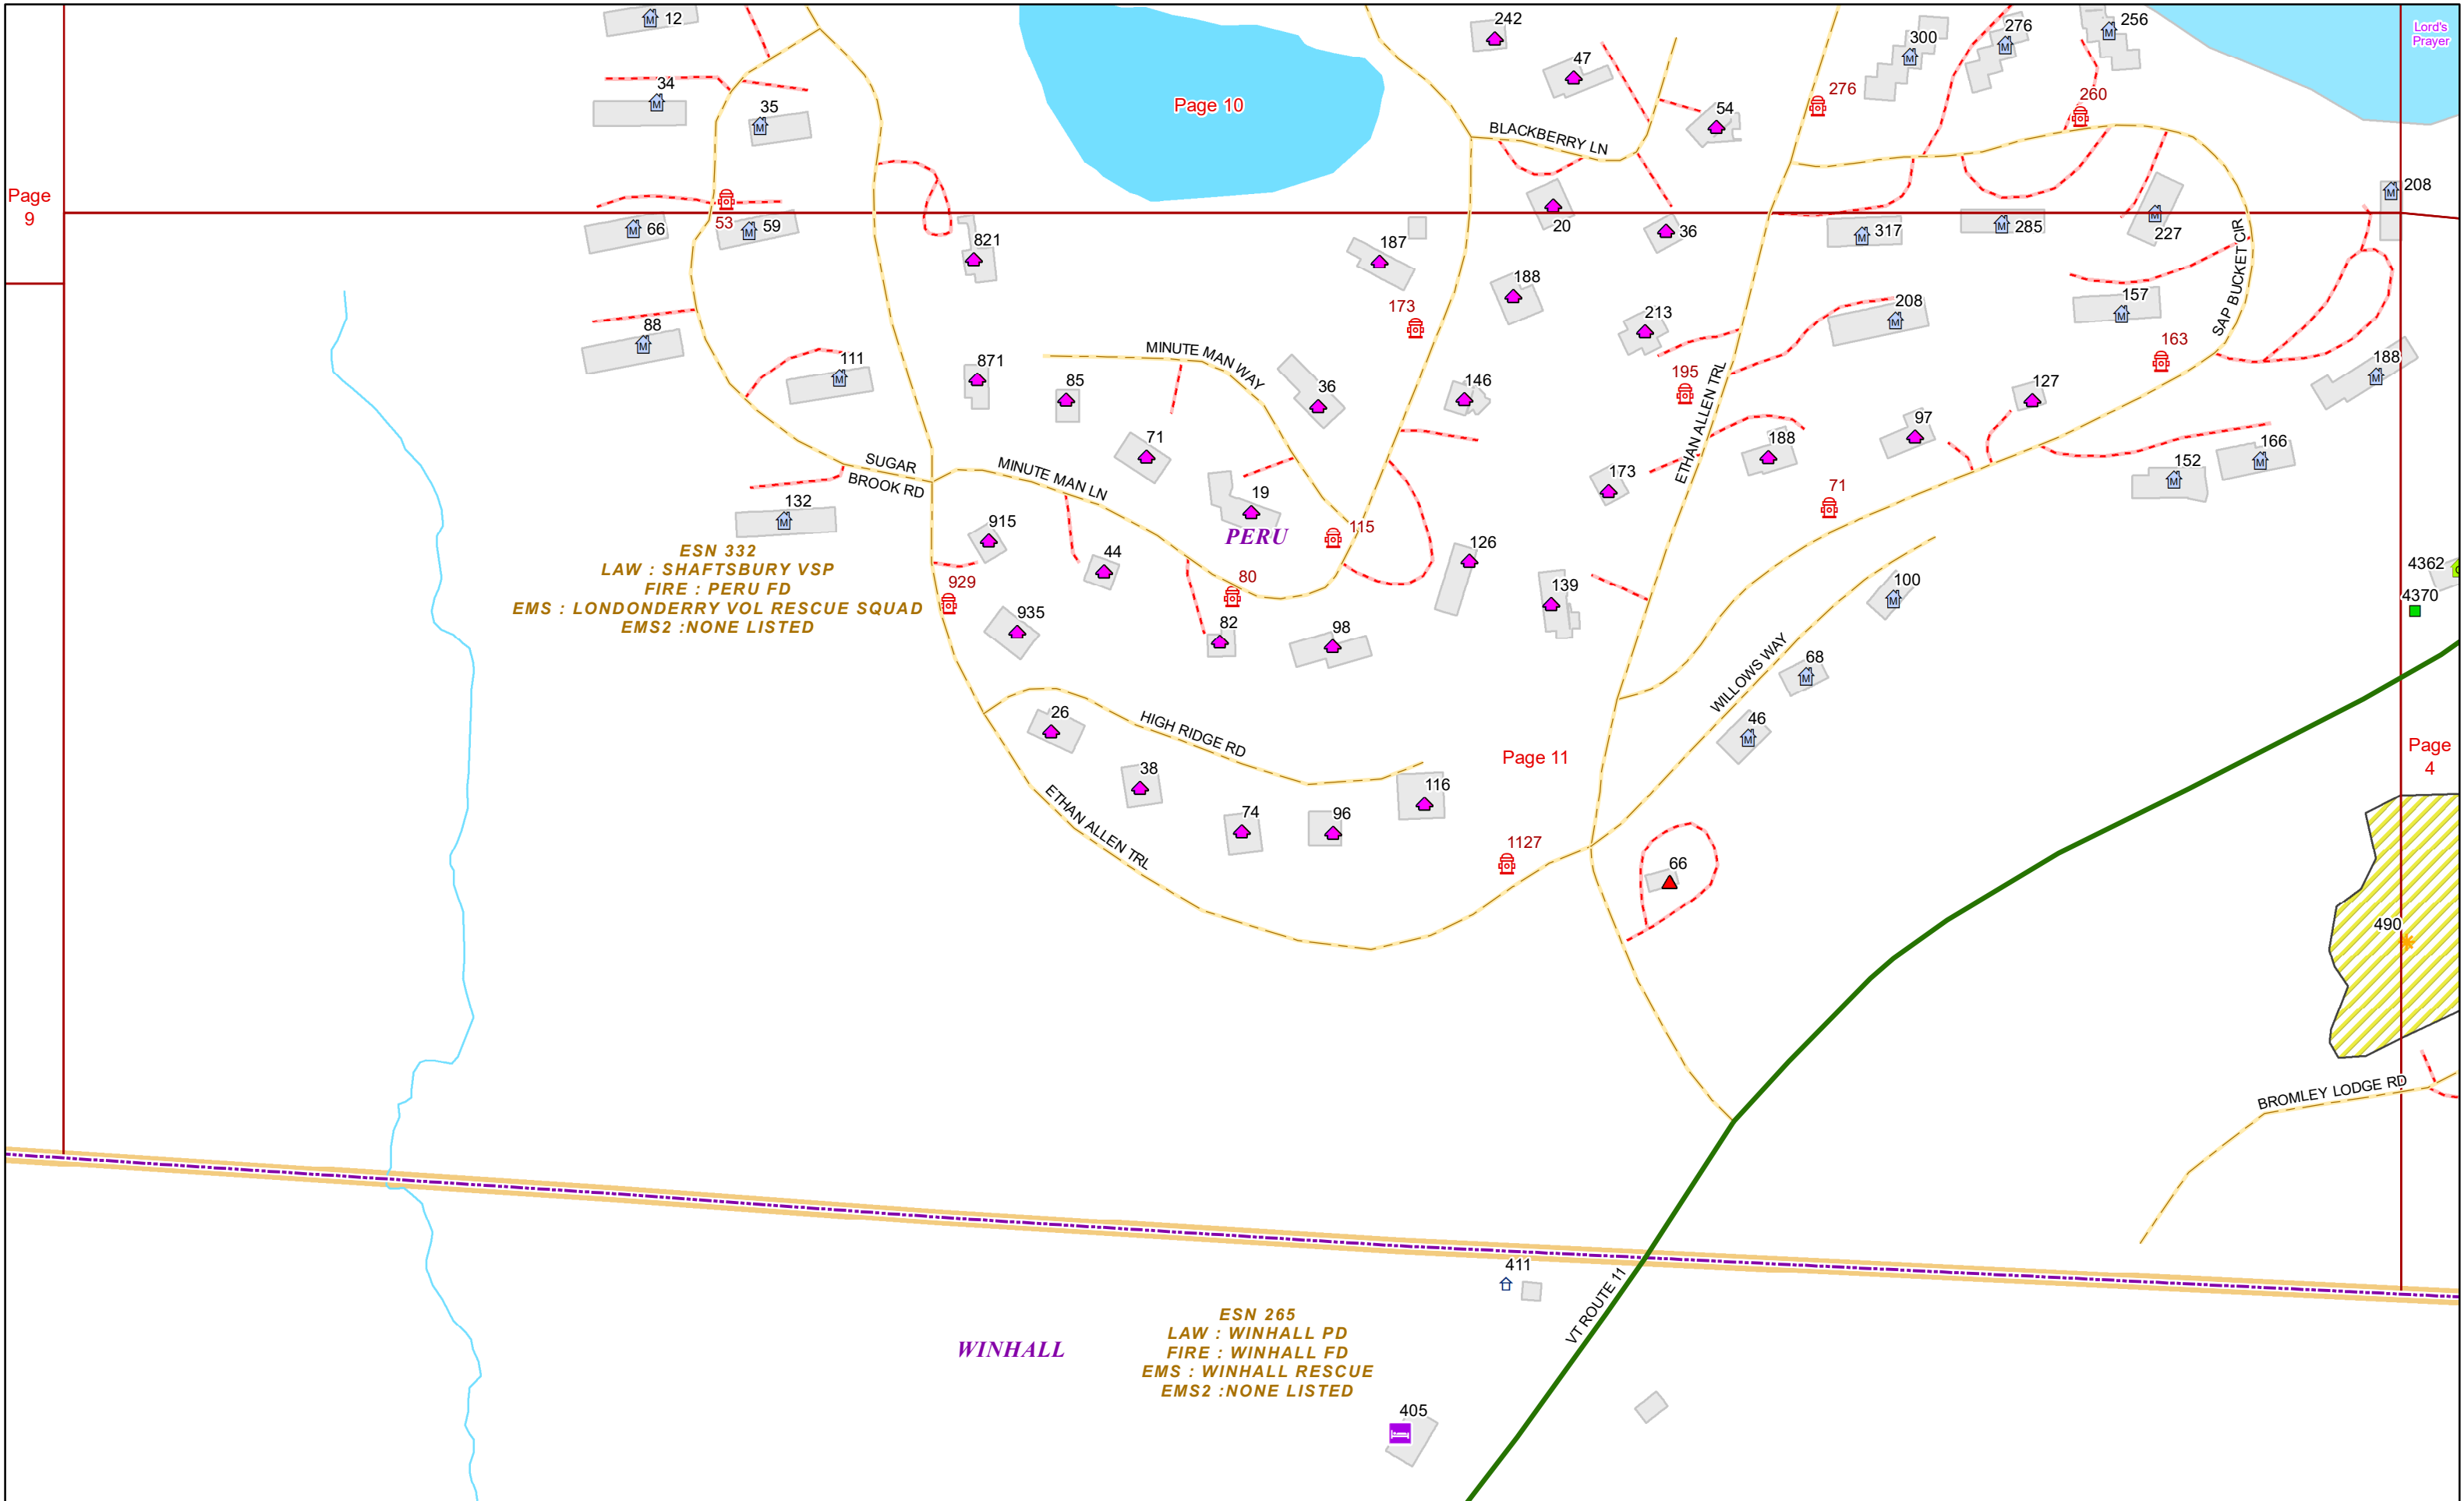 12
242
47
300
276
256
Lord's
Prayer
34
35
Page 10
54
276
260
BLACKBERRY LN
Page
9
53
66
59
821
187
20
36
317
285
227
208
SAP BUCKET CIR
188
173
213
208
157
163
88
111
871
85
MINUTE MAN WAY
36
146
195
ETHAN ALLEN TRL
188
97
127
188
SUGAR
BROOK RD
MINUTE MAN LN
71
19
PERU
115
173
71
152
166
132
915
44
80
126
139
100
4362
4370
ESN 332
LAW : SHAFTSBURY VSP
FIRE : PERU FD
EMS : LONDONDERRY VOL RESCUE SQUAD
EMS2 :NONE LISTED
929
935
82
98
WILLOWS WAY
68
46
26
HIGH RIDGE RD
Page 11
Page
4
38
116
74
96
ETHAN ALLEN TRL
1127
66
490
BROMLEY LODGE RD
411
VT ROUTE 11
WINHALL
ESN 265
LAW : WINHALL PD
FIRE : WINHALL FD
EMS : WINHALL RESCUE
EMS2 :NONE LISTED
405